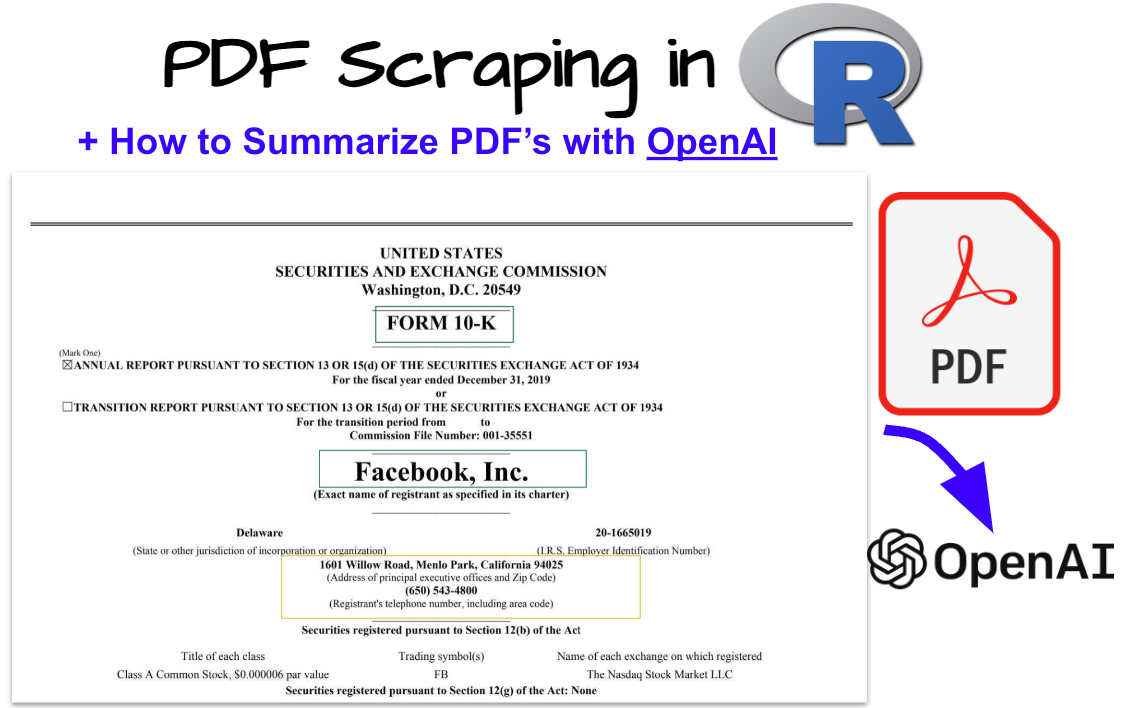 PDF Scraping in R
+ How to Summarize PDF's with OpenAI
UNITED STATES
SECURITIES AND EXCHANGE COMMISSION
Washington, D.C. 20549
FORM 10-K
(Mark One)
☒ANNUAL REPORT PURSUANT TO SECTION 13 OR 15(d) OF THE SECURITIES EXCHANGE ACT OF 1934
For the fiscal year ended December 31, 2019
or
☐TRANSITION REPORT PURSUANT TO SECTION 13 OR 15(d) OF THE SECURITIES EXCHANGE ACT OF 1934
For the transition period from to
Commission File Number: 001-35551
Facebook, Inc.
(Exact name of registrant as specified in its charter)
Delaware 20-1665019
(State or other jurisdiction of incorporation or organization) (I.R.S. Employer Identification Number)
1601 Willow Road, Menlo Park, California 94025
(Address of principal executive offices and Zip Code)
(650) 543-4800
(Registrant's telephone number, including area code)
Securities registered pursuant to Section 12(b) of the Act
Title of each class Trading symbol(s) Name of each exchange on which registered
Class A Common Stock, $0.000006 par value FB The Nasdaq Stock Market LLC
Securities registered pursuant to Section 12(g) of the Act: None
PDF
OpenAI